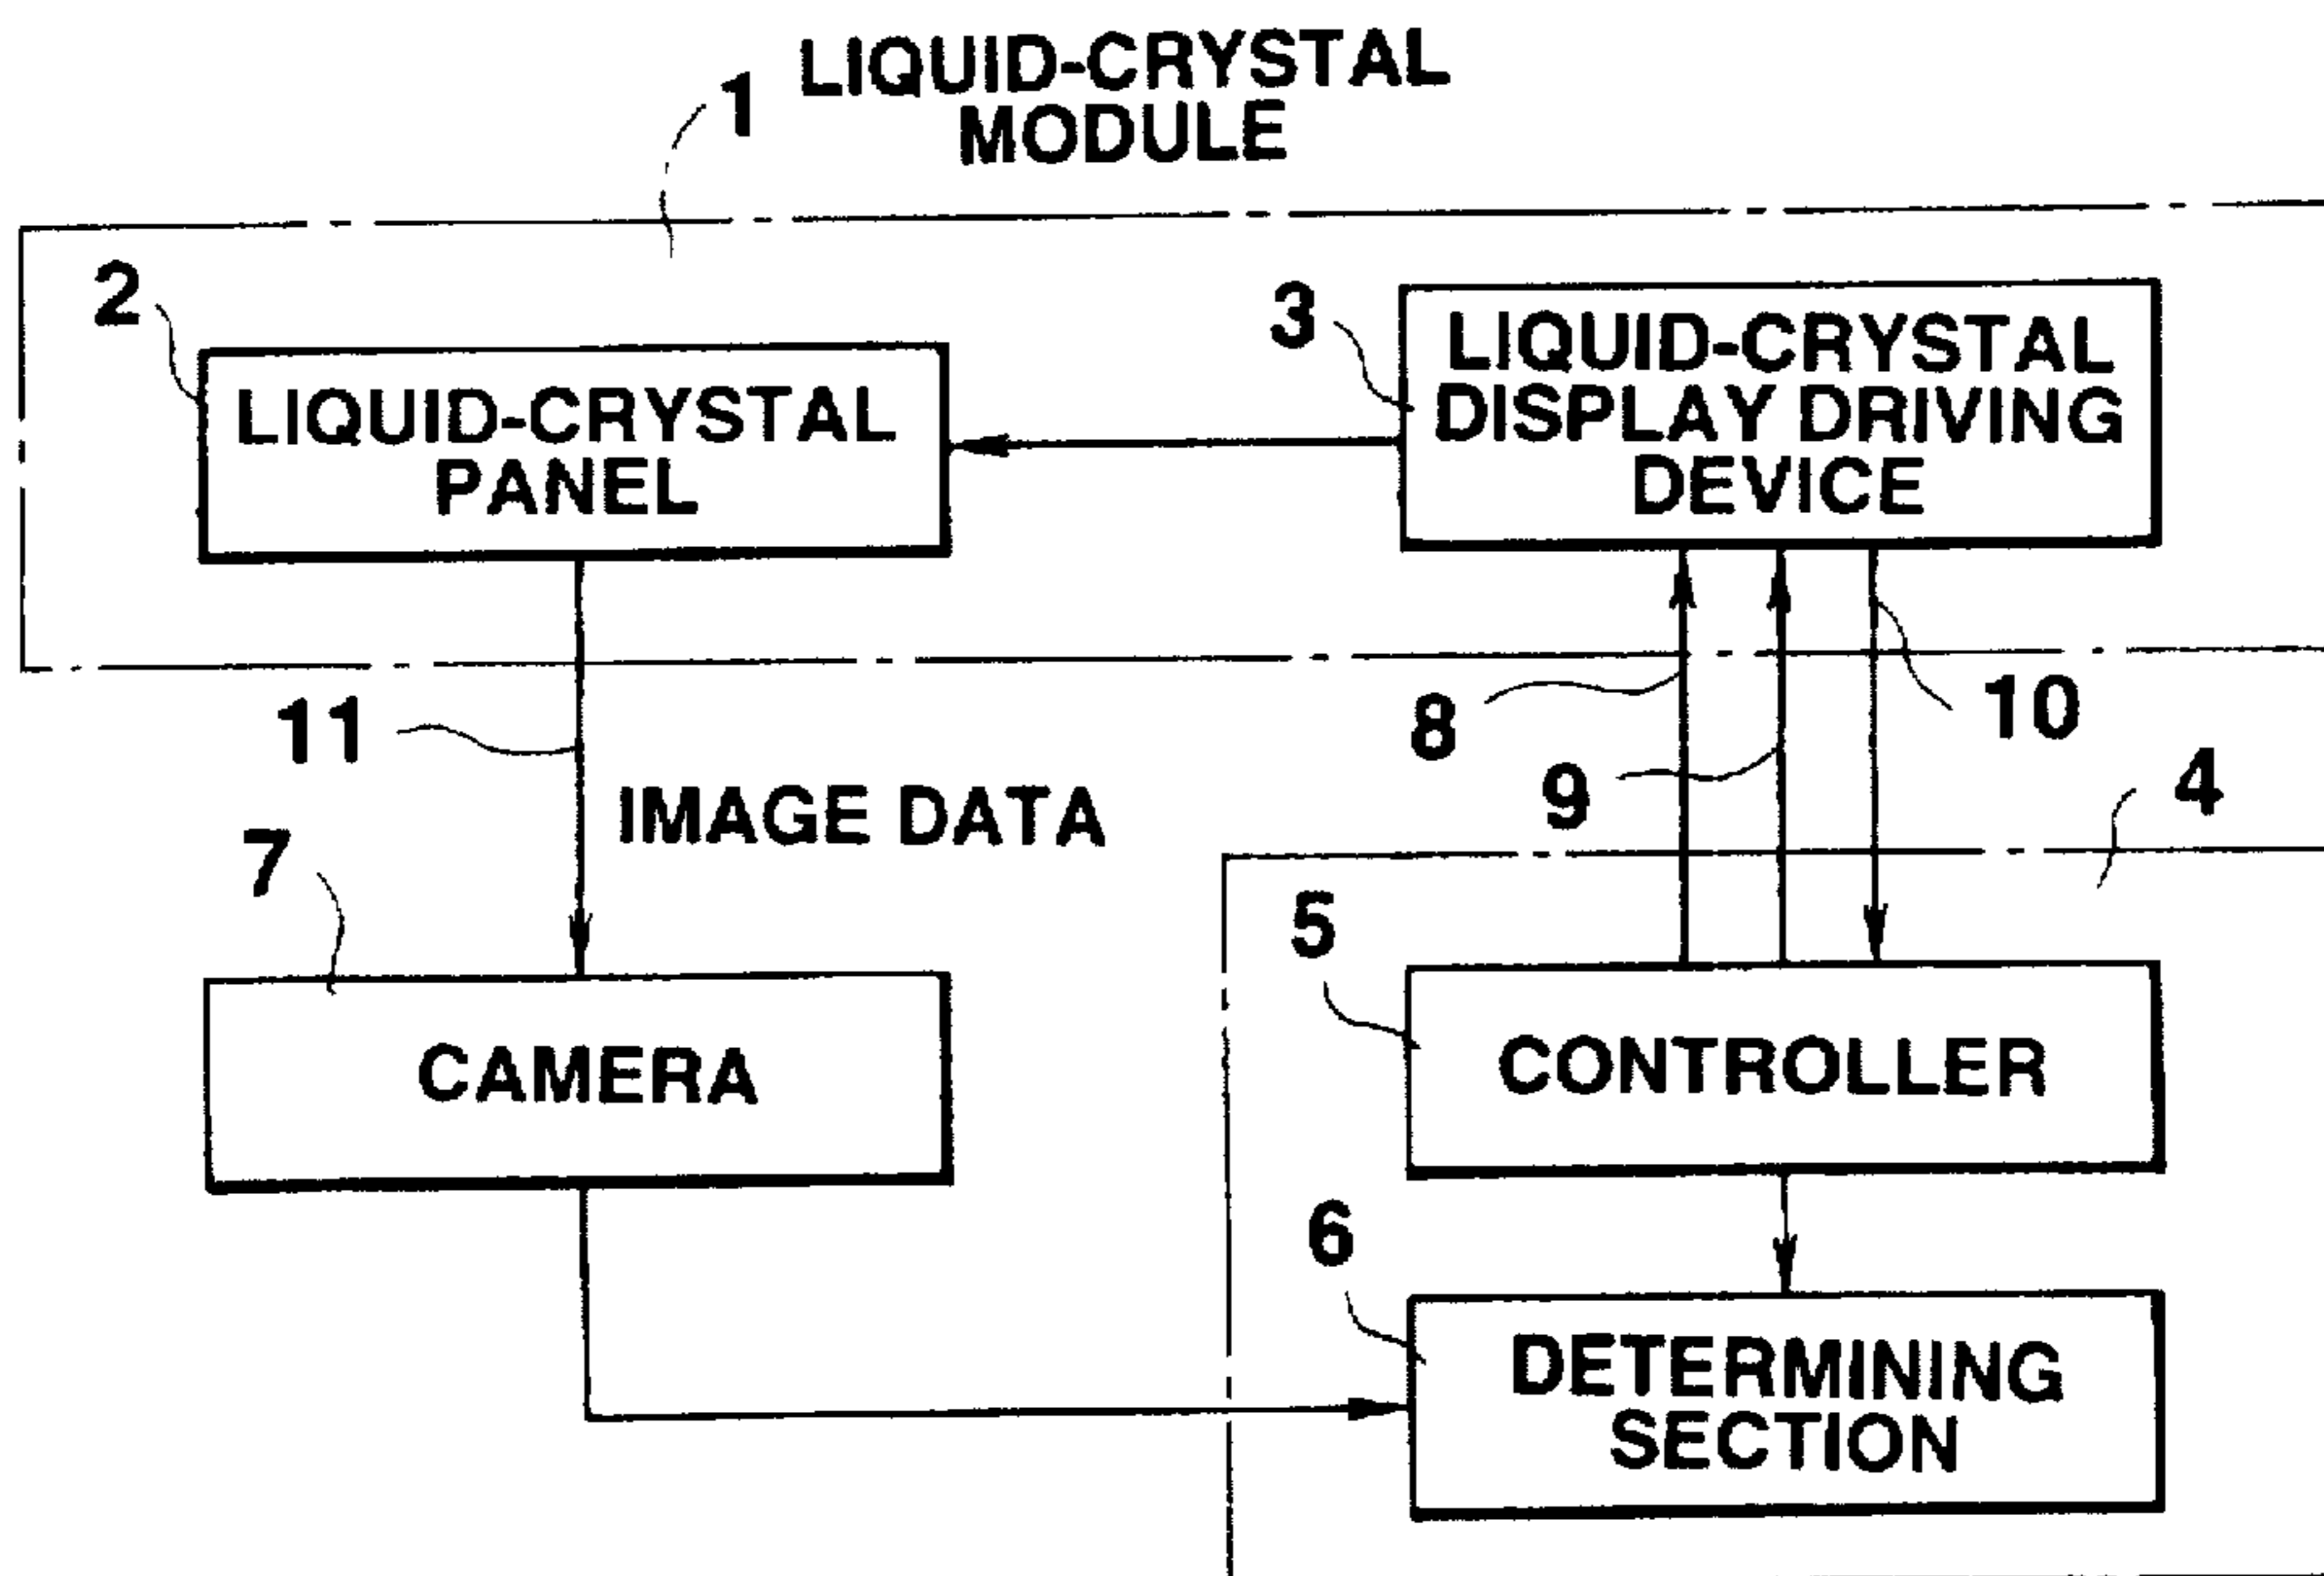 1
LIQUID-CRYSTAL
MODULE
2
LIQUID-CRYSTAL
PANEL
3
LIQUID-CRYSTAL
DISPLAY DRIVING
DEVICE
11
IMAGE DATA
8
9
10
4
7
CAMERA
5
CONTROLLER
6
DETERMINING
SECTION